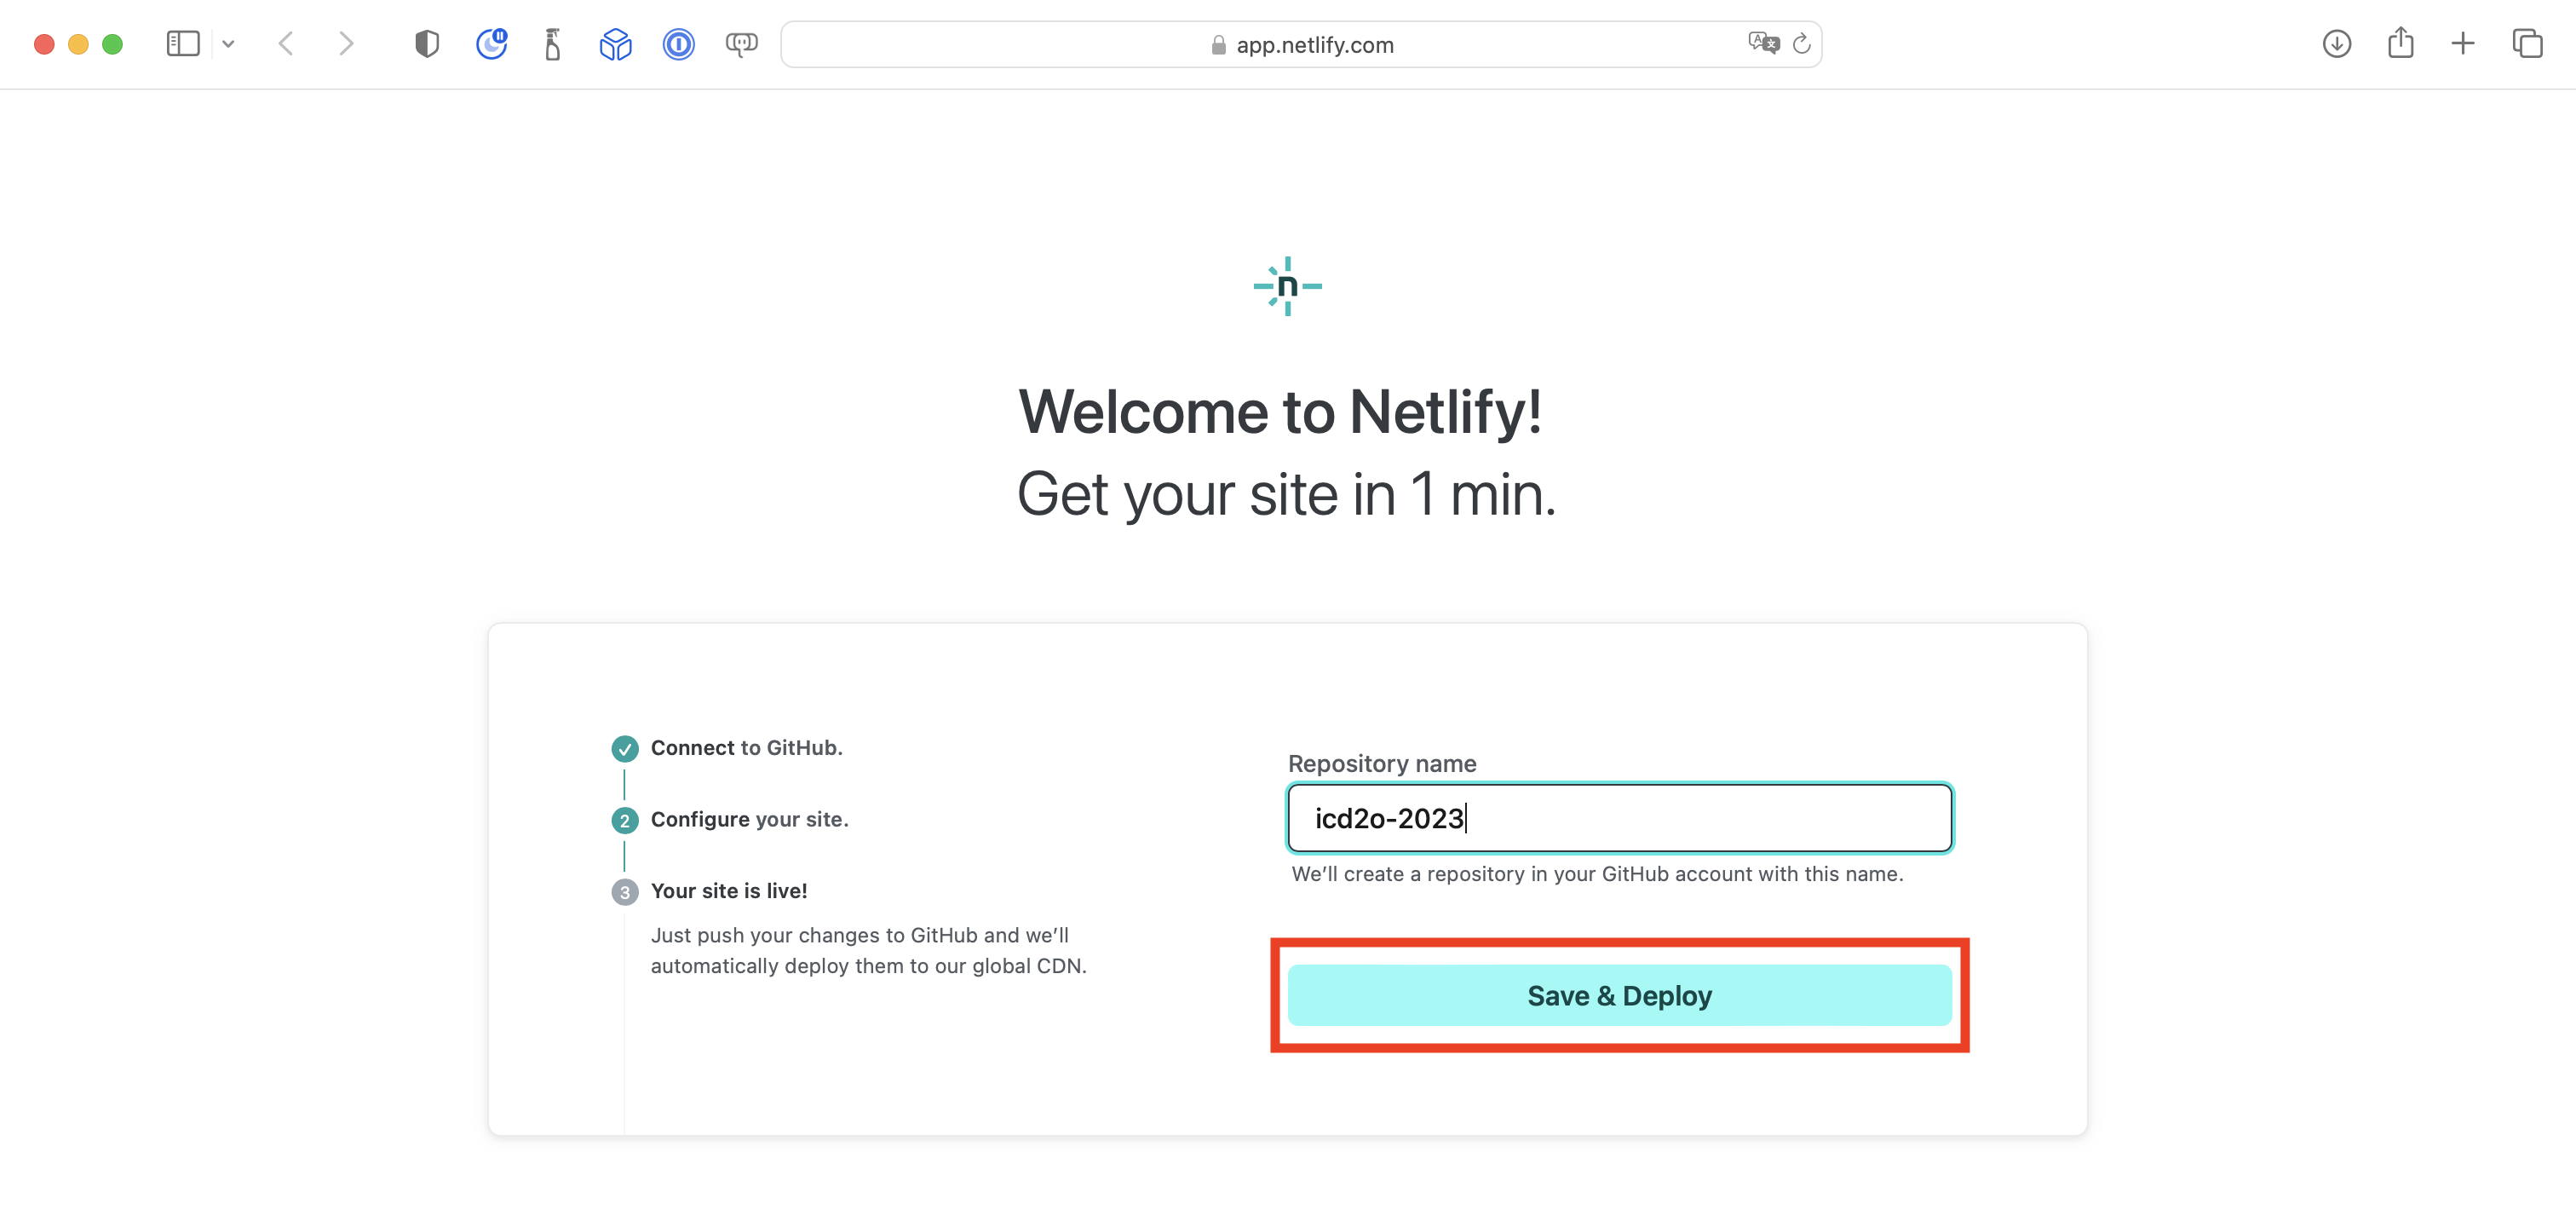 app.netlify.com
n
Welcome to Netlify!
Get your site in 1 min.
Connect to GitHub.
2 Configure your site.
3 Your site is live!
Just push your changes to GitHub and we’ll
automatically deploy them to our global CDN.
Repository name
icd2o-2023
We’ll create a repository in your GitHub account with this name.
Save & Deploy